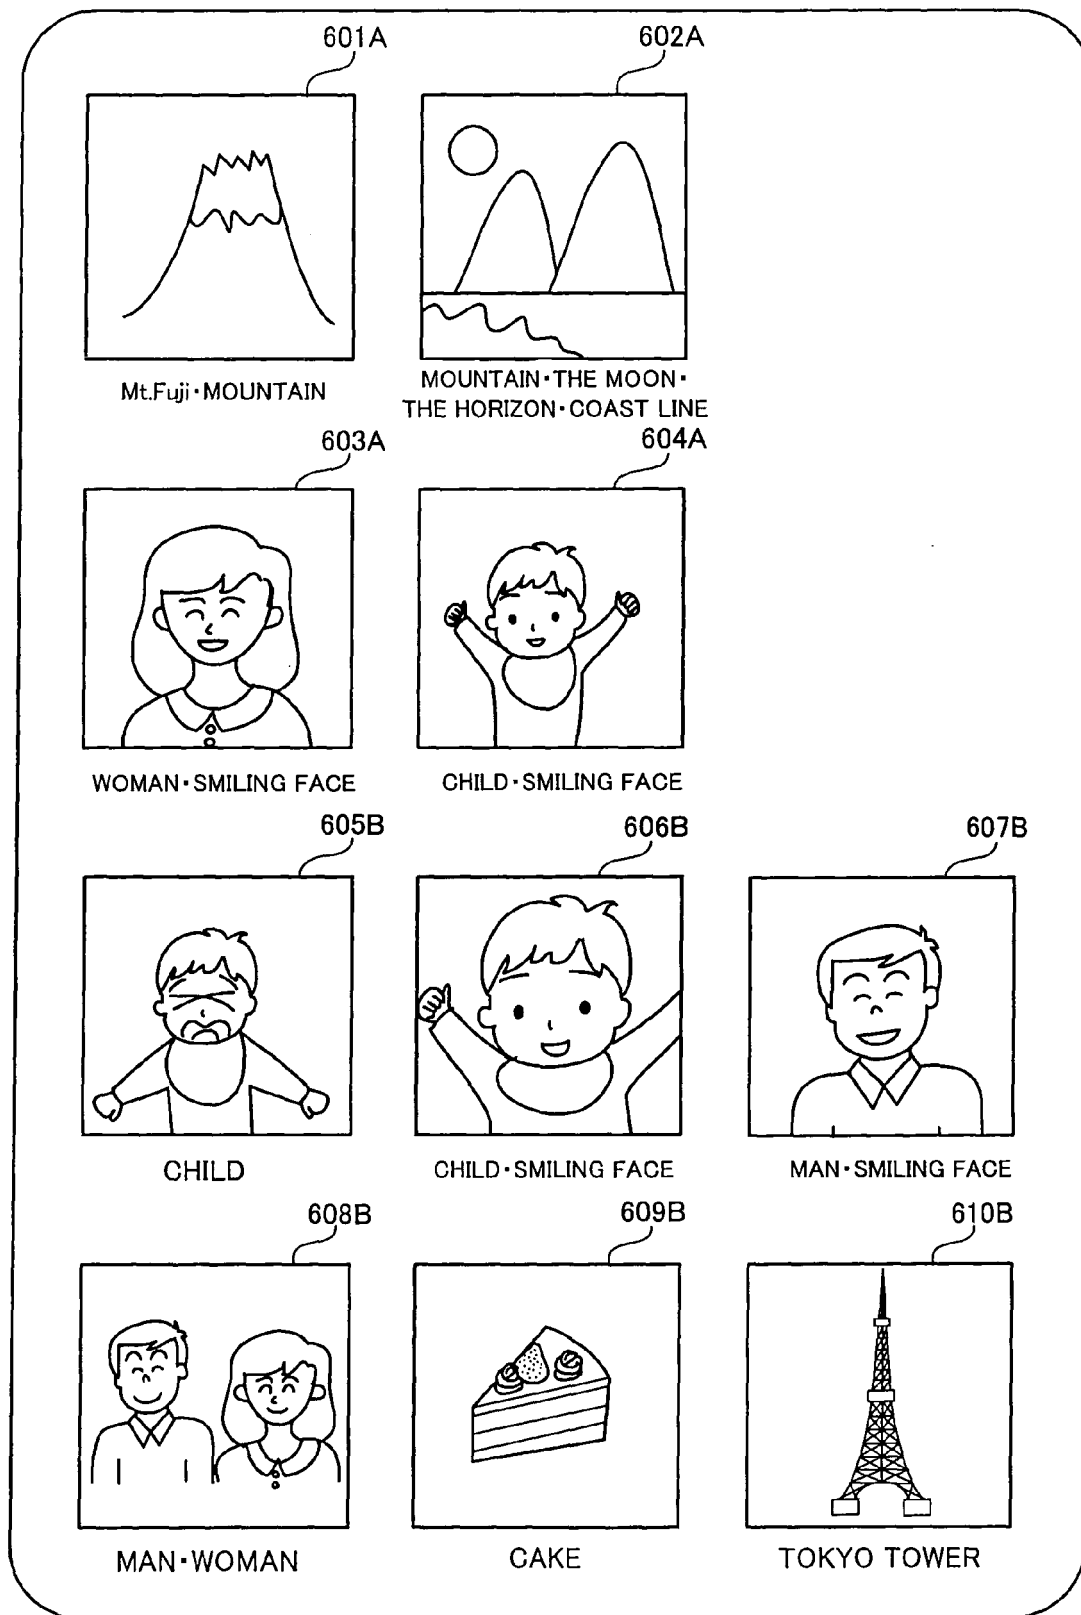 601A
602A
Mt.Fuji・MOUNTAIN
MOUNTAIN・THE MOON・
THE HORIZON・COAST LINE
603A
604A
WOMAN・SMILING FACE
CHILD・SMILING FACE
605B
606B
607B
CHILD
CHILD・SMILING FACE
MAN・SMILING FACE
608B
609B
610B
MAN・WOMAN
CAKE
TOKYO TOWER